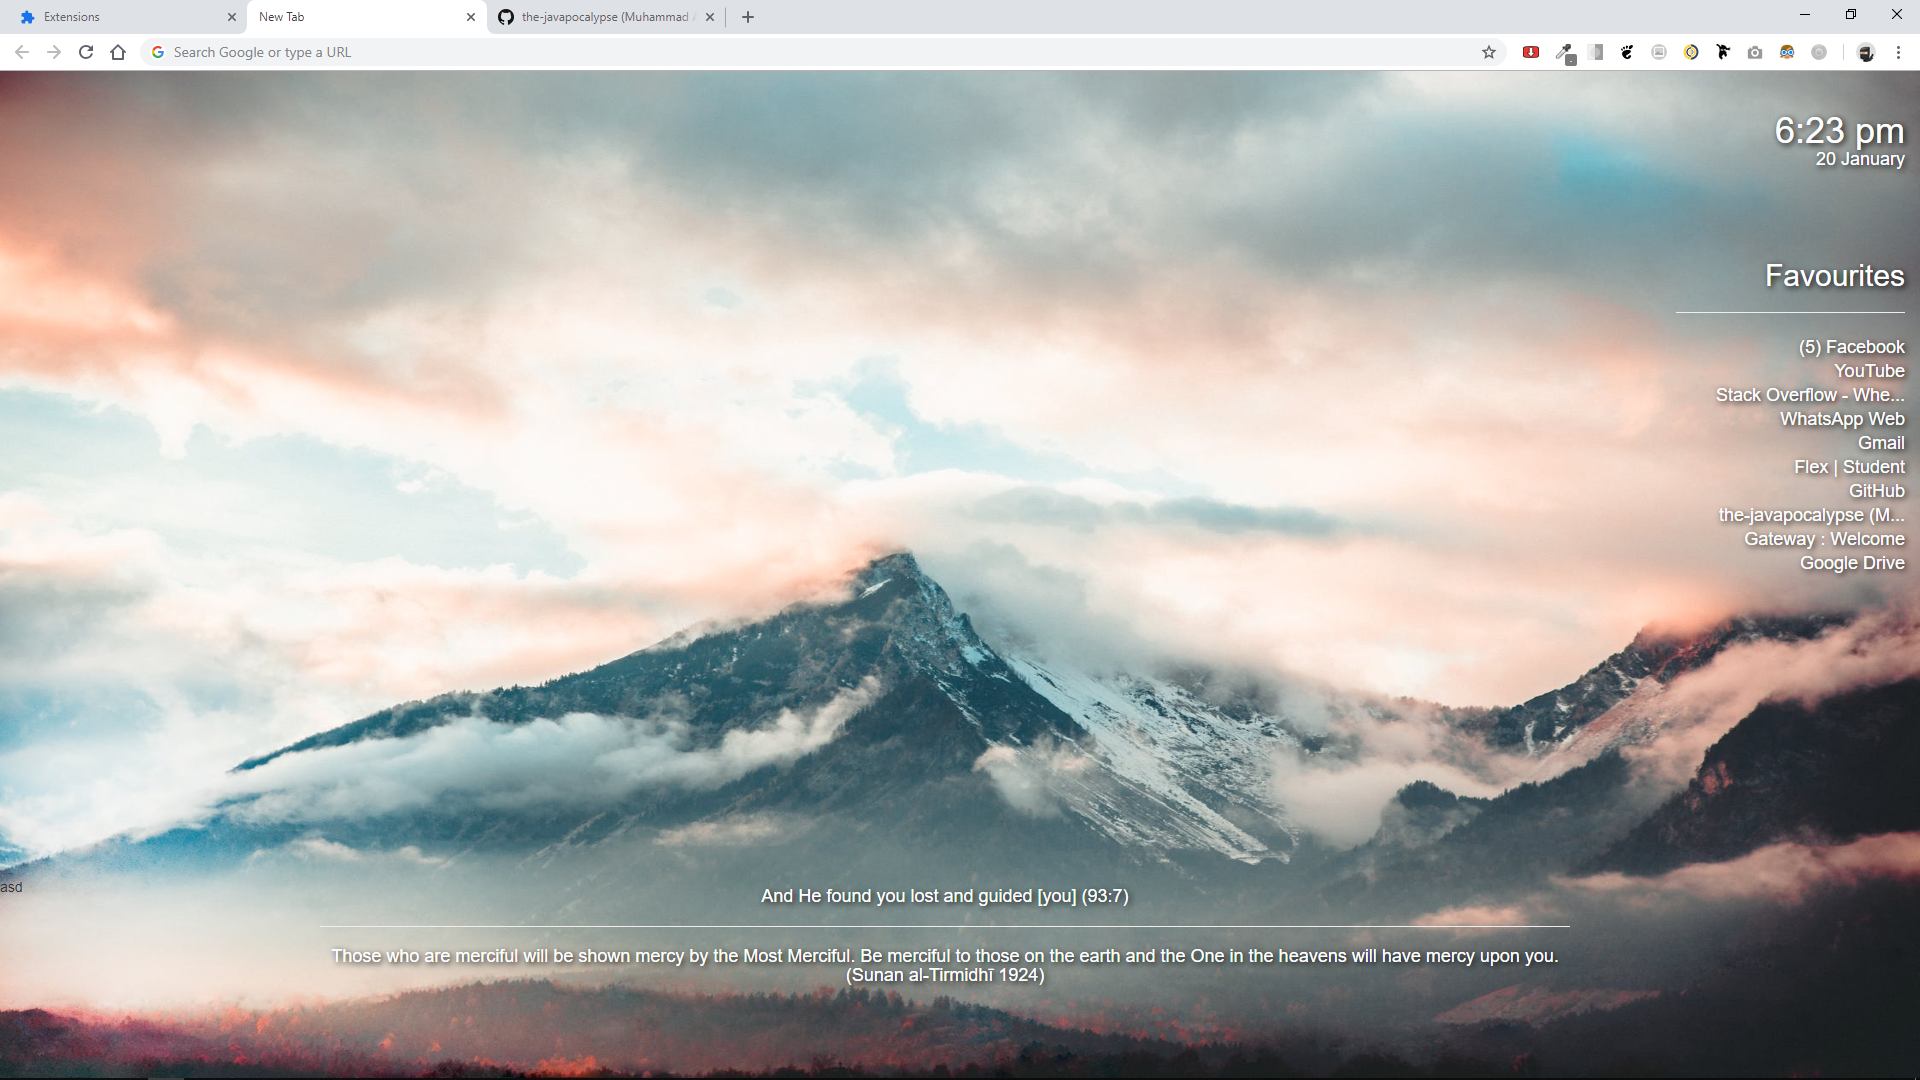 Extensions
New Tab
the-javapocalypse (Muhammad
Search Google or type a URL
6:23 pm
20 January
Favourites
(5) Facebook
YouTube
Stack Overflow - Whe...
WhatsApp Web
Gmail
Flex | Student
GitHub
the-javapocalypse (M...
Gateway : Welcome
Google Drive
asd
And He found you lost and guided [you] (93:7)
Those who are merciful will be shown mercy by the Most Merciful. Be merciful to those on the earth and the One in the heavens will have mercy upon you.
(Sunan al-Tirmidhī 1924)